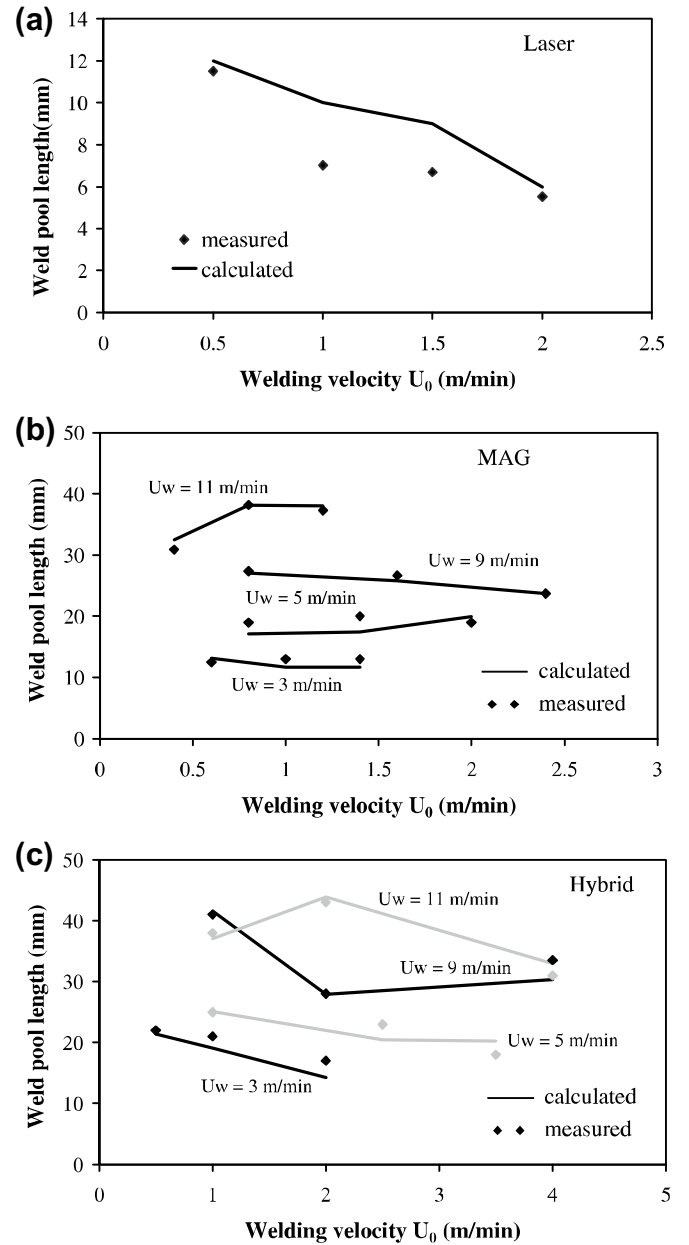 (a)
14
12
10
8
6
4
2
0
Weld pool length(mm)
Laser
measured
calculated
0 0.5 1 1.5 2 2.5
Welding velocity U₀ (m/min)
(b)
50
40
30
20
10
0
Weld pool length (mm)
MAG
Uw = 11 m/min
Uw = 9 m/min
Uw = 5 m/min
Uw = 3 m/min
calculated
measured
0 0.5 1 1.5 2 2.5 3
Welding velocity U₀ (m/min)
(c)
50
40
30
20
10
0
Weld pool length (mm)
Hybrid
Uw = 11 m/min
Uw = 9 m/min
Uw = 5 m/min
Uw = 3 m/min
calculated
measured
0 1 2 3 4 5
Welding velocity U₀ (m/min)